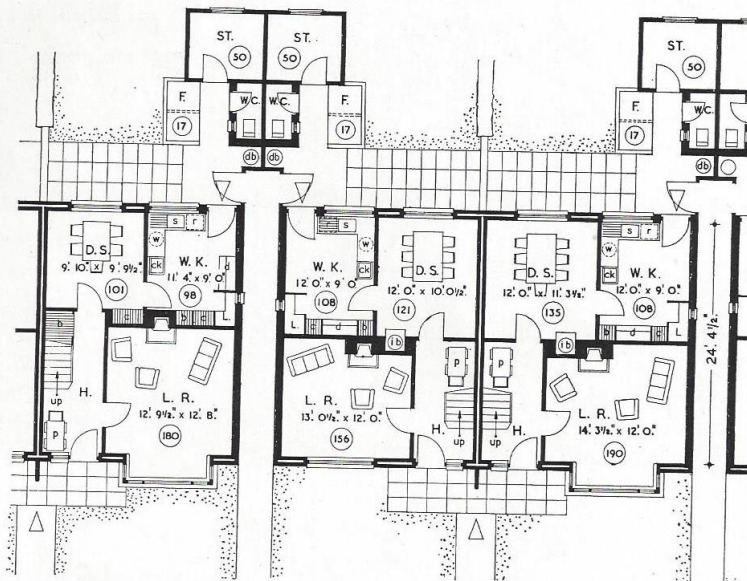 ST.
50
ST.
50
ST.
50
F.
17
W.C.
W.C.
F.
17
F.
17
W.C.
db
db
db
s
r
w
ck
D.S.
9'. 10." x 9'. 9½."
101
W.K.
11'. 4." x 9'. 0."
98
d
c
b
L.
s
w
ck
W.K.
12'. 0." x 9'. 0."
108
L.
c
d
b
D.S.
12'. 0." x 10'. 0½."
121
ib
D.S.
12'. 0." x 11'. 3½."
135
ib
s
r
w
ck
W.K.
12'. 0." x 9'. 0."
108
b
d
c
L.
24'. 4½."
b
up
H.
P
L.R.
12'. 9½." x 12'. 8."
180
L.R.
13'. 0½." x 12'. 0."
156
P
H.
up
P
up
H.
L.R.
14'. 3½." x 12'. 0."
190